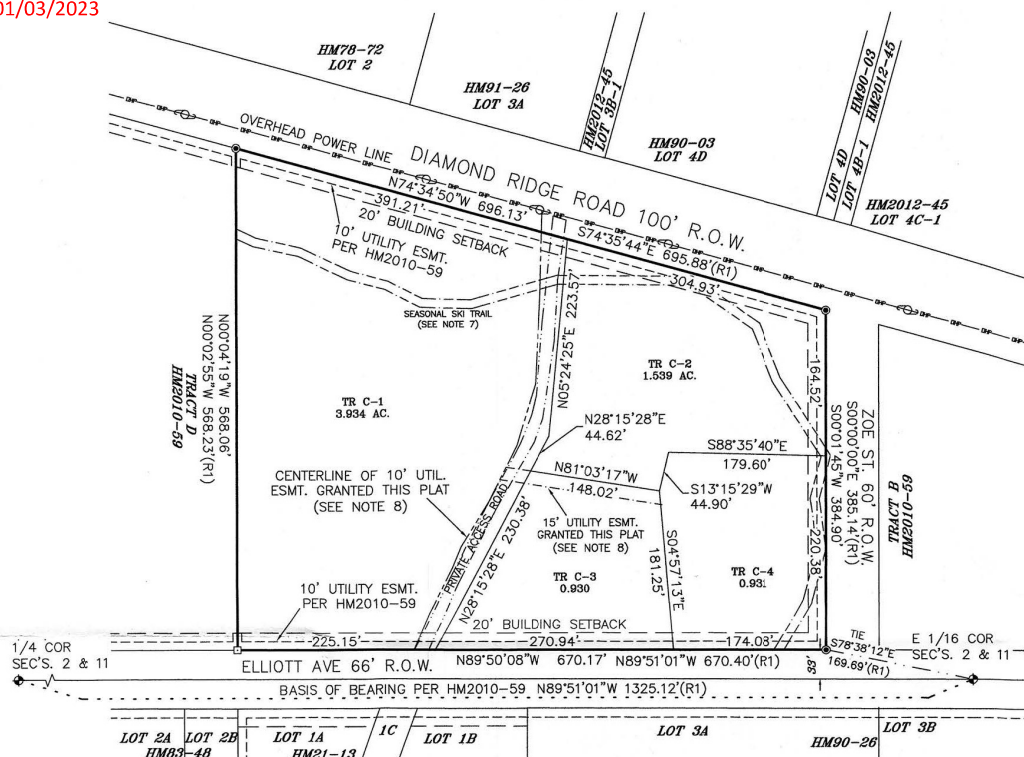 01/03/2023
HM78-72
LOT 2
HM91-26
LOT 3A
HM2012-45
LOT 3B-1
HM90-03
LOT 4D
HM90-03
LOT 4D
HM2012-45
LOT 4B-1
HM2012-45
LOT 4C-1
OVERHEAD POWER LINE
DIAMOND RIDGE ROAD 100' R.O.W.
N74°34'50"W 696.13'
S74°35'44"E 695.88'(R1)
391.21'
304.93'
20' BUILDING SETBACK
10' UTILITY ESMT.
PER HM2010-59
SEASONAL SKI TRAIL
(SEE NOTE 7)
N00°04'19"W 568.06'
N00°02'55"W 568.23'(R1)
TRACT D
HM2010-59
TR C-1
3.934 AC.
N05°24'25"E 223.57'
TR C-2
1.539 AC.
164.52'
N28°15'28"E
44.62'
S88°35'40"E
179.60'
N81°03'17"W
148.02'
S13°15'29"W
44.90'
ZOE ST. 60' R.O.W.
S00°00'00"E 385.14'(R1)
S00°01'45"W 384.90'
TRACT B
HM2010-59
CENTERLINE OF 10' UTIL.
ESMT. GRANTED THIS PLAT
(SEE NOTE 8)
PRIVATE ACCESS ROAD
N28°15'28"E 230.38'
15' UTILITY ESMT.
GRANTED THIS PLAT
(SEE NOTE 8)
S04°57'13"E
181.25'
220.38'
TR C-3
0.930
TR C-4
0.931
10' UTILITY ESMT.
PER HM2010-59
20' BUILDING SETBACK
225.15'
270.94'
174.08'
1/4 COR
SEC'S. 2 & 11
ELLIOTT AVE 66' R.O.W.
N89°50'08"W 670.17'
N89°51'01"W 670.40'(R1)
33'
TIE
S78°38'12"E
169.69'(R1)
E 1/16 COR
SEC'S. 2 & 11
BASIS OF BEARING PER HM2010-59 N89°51'01"W 1325.12'(R1)
LOT 2A
LOT 2B
HM83-48
LOT 1A
HM21-13
1C
LOT 1B
LOT 3A
HM90-26
LOT 3B
OHP